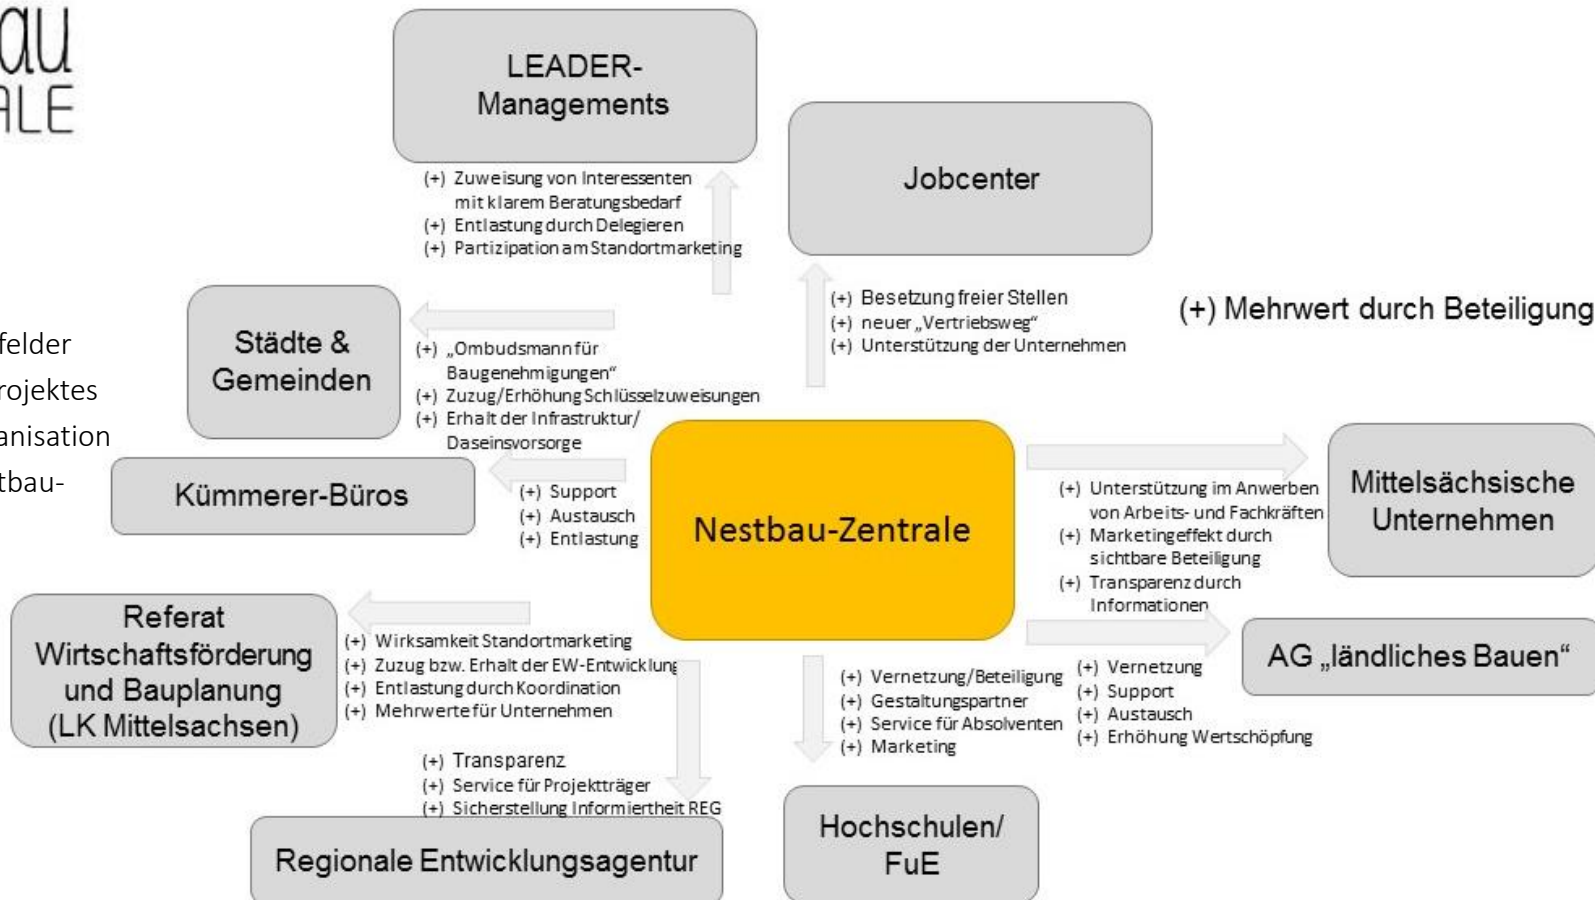 au
ALE
LEADER-
Managements
(+) Zuweisung von Interessenten
mit klarem Beratungsbedarf
(+) Entlastung durch Delegieren
(+) Partizipation am Standortmarketing
Jobcenter
(+) Besetzung freier Stellen
(+) neuer „Vertriebsweg“
(+) Unterstützung der Unternehmen
(+) Mehrwert durch Beteiligung
felder
rojektes
anisation
tbau-
Städte &
Gemeinden
(+) „Ombudsmann für
Baugenehmigungen“
(+) Zuzug/Erhöhung Schlüsselzuweisungen
(+) Erhalt der Infrastruktur/
Daseinsvorsorge
Kümmerer-Büros
(+) Support
(+) Austausch
(+) Entlastung
Nestbau-Zentrale
(+) Unterstützung im Anwerben
von Arbeits- und Fachkräften
(+) Marketingeffekt durch
sichtbare Beteiligung
(+) Transparenz durch
Informationen
Mittelsächsische
Unternehmen
Referat
Wirtschaftsförderung
und Bauplanung
(LK Mittelsachsen)
(+) Wirksamkeit Standortmarketing
(+) Zuzug bzw. Erhalt der EW-Entwicklung
(+) Entlastung durch Koordination
(+) Mehrwerte für Unternehmen
(+) Vernetzung/Beteiligung
(+) Gestaltungspartner
(+) Service für Absolventen
(+) Marketing
(+) Vernetzung
(+) Support
(+) Austausch
(+) Erhöhung Wertschöpfung
AG „ländliches Bauen“
(+) Transparenz
(+) Service für Projektträger
(+) Sicherstellung Informiertheit REG
Regionale Entwicklungsagentur
Hochschulen/
FuE